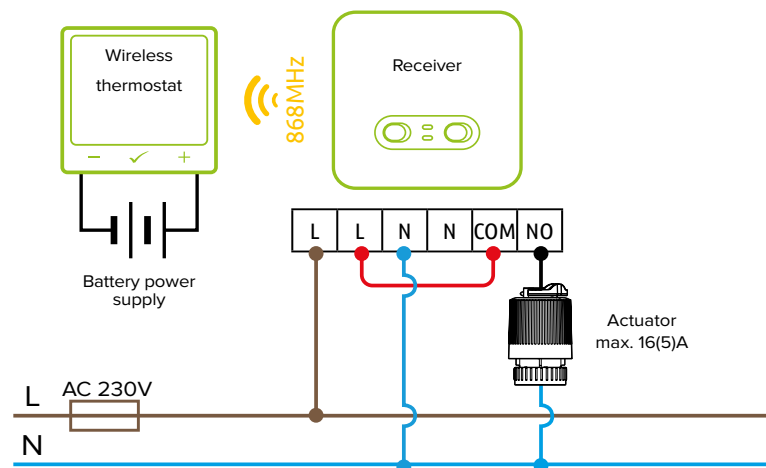 Wireless
thermostat
− ✓ +
868MHz
Receiver
L L N N COM NO
Battery power
supply
Actuator
max. 16(5)A
L
AC 230V
N